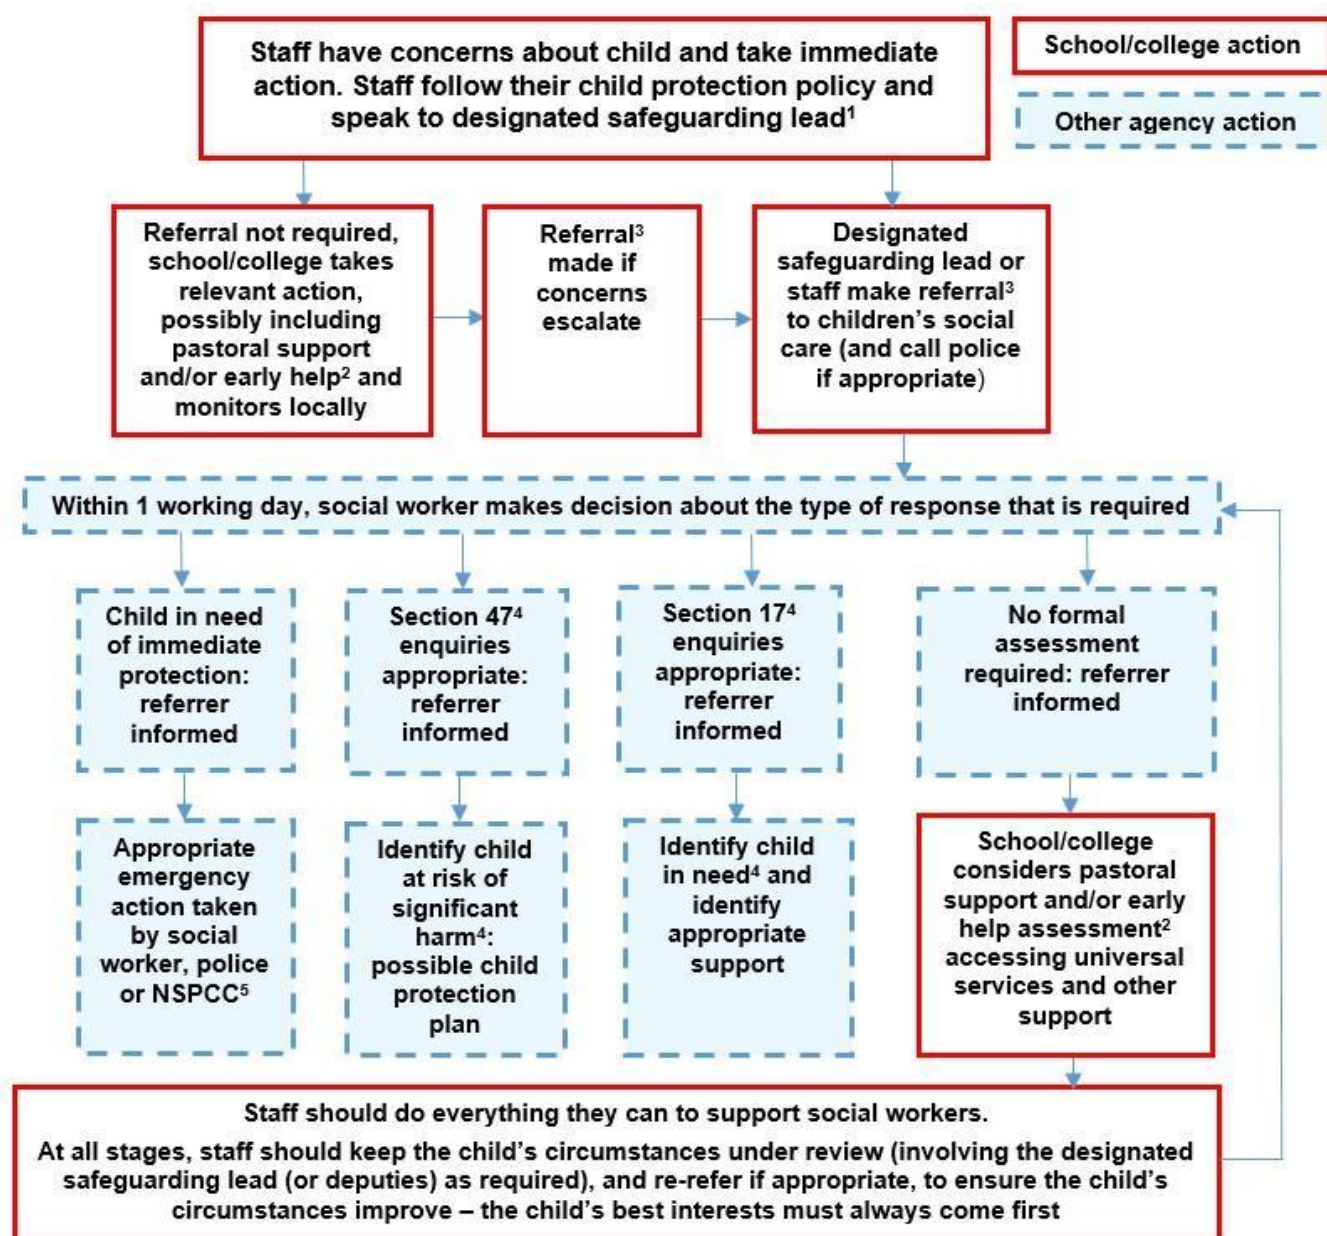 Staff have concerns about child and take immediate
action. Staff follow their child protection policy and
speak to designated safeguarding lead¹
School/college action
Other agency action
Referral not required,
school/college takes
relevant action,
possibly including
pastoral support
and/or early help² and
monitors locally
Referral³
made if
concerns
escalate
Designated
safeguarding lead or
staff make referral³
to children’s social
care (and call police
if appropriate)
Within 1 working day, social worker makes decision about the type of response that is required
Child in need
of immediate
protection:
referrer
informed
Section 47⁴
enquiries
appropriate:
referrer
informed
Section 17⁴
enquiries
appropriate:
referrer
informed
No formal
assessment
required: referrer
informed
Appropriate
emergency
action taken
by social
worker, police
or NSPCC⁵
Identify child
at risk of
significant
harm⁴:
possible child
protection
plan
Identify child
in need⁴ and
identify
appropriate
support
School/college
considers pastoral
support and/or early
help assessment²
accessing universal
services and other
support
Staff should do everything they can to support social workers.
At all stages, staff should keep the child’s circumstances under review (involving the designated
safeguarding lead (or deputies) as required), and re-refer if appropriate, to ensure the child’s
circumstances improve – the child’s best interests must always come first